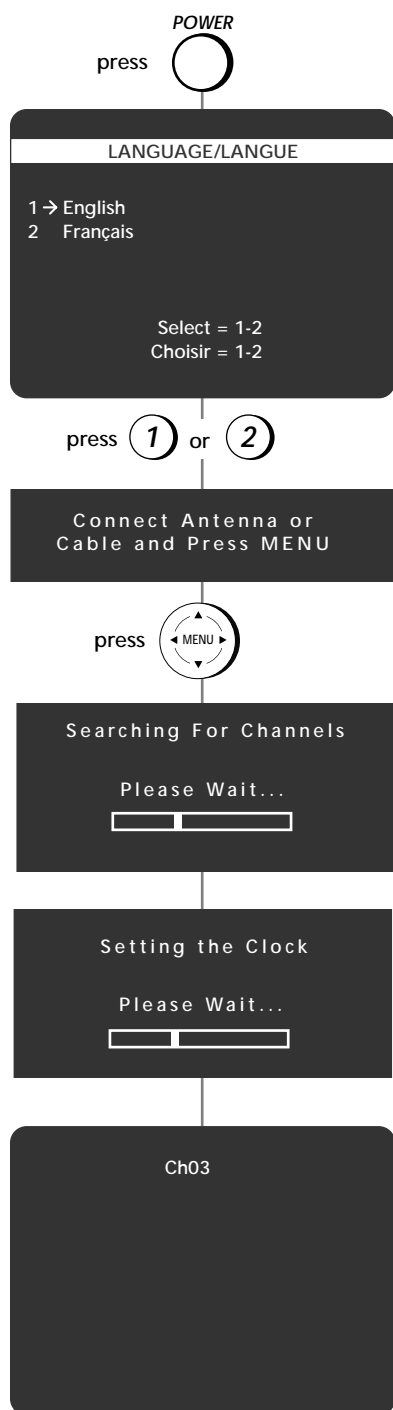 POWER
press
LANGUAGE/LANGUE
1 → English
2 Français
Select = 1-2
Choisir = 1-2
press 1 or 2
Connect Antenna or
Cable and Press MENU
press MENU
Searching For Channels
Please Wait...
Setting the Clock
Please Wait...
Ch03